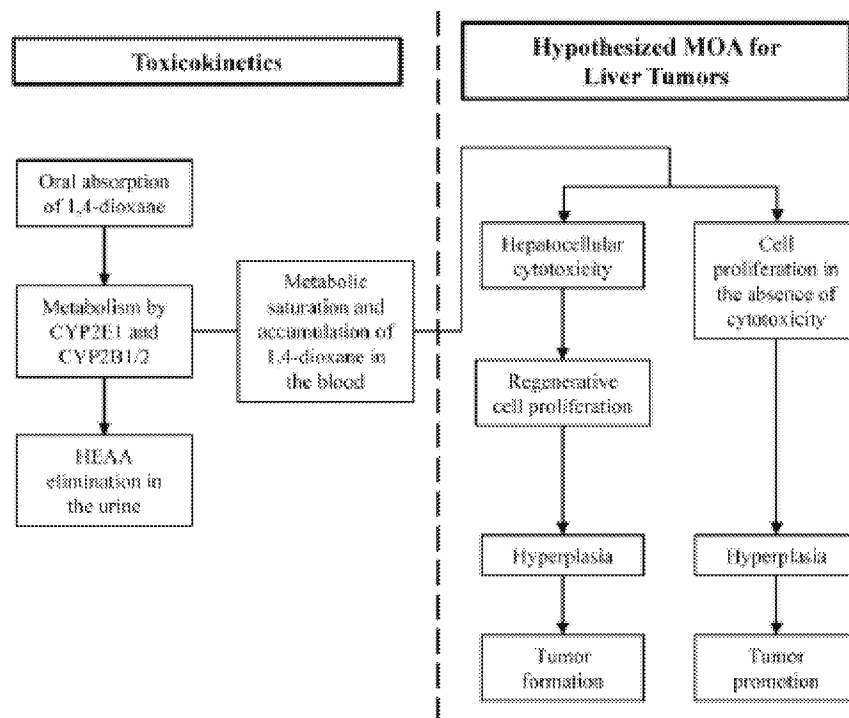 Toxicokinetics
Hypothesized MOA for
Liver Tumors
Oral absorption
of 1,4-dioxane
Metabolism by
CYP2E1 and
CYP2B1/2
HEAA
elimination in
the urine
Metabolic
saturation and
accumulation of
1,4-dioxane in
the blood
Hepatocellular
cytotoxicity
Regenerative
cell proliferation
Hyperplasia
Tumor
formation
Cell
proliferation in
the absence of
cytotoxicity
Hyperplasia
Tumor
promotion